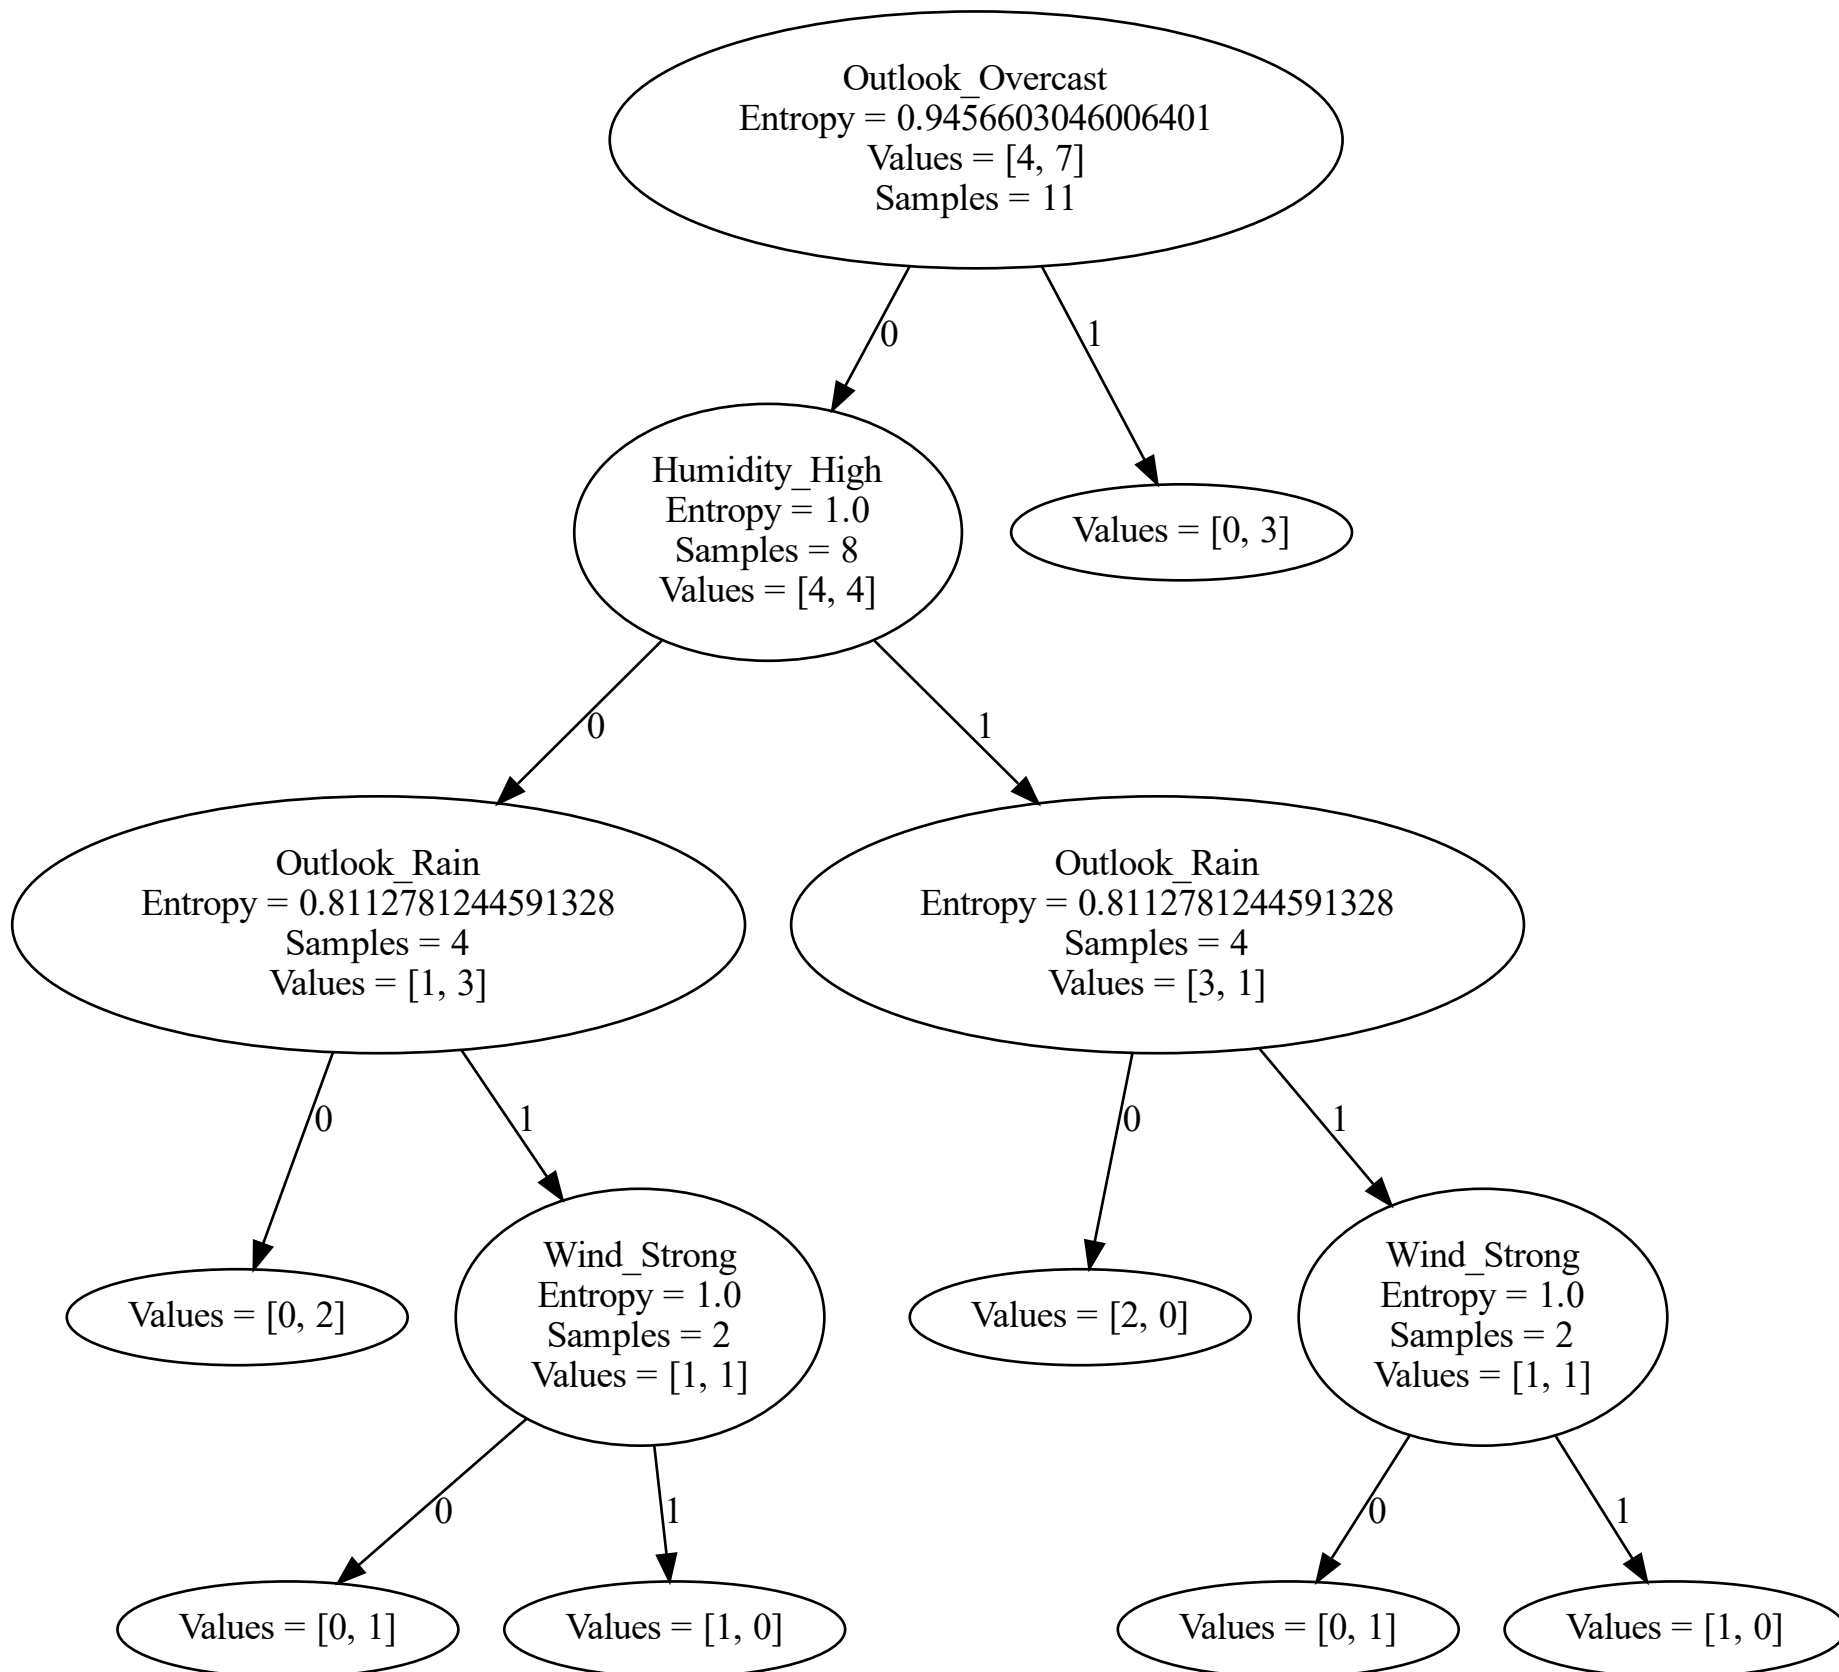 Outlook_Overcast
Entropy = 0.9456603046006401
Values = [4, 7]
Samples = 11
0
1
Humidity_High
Entropy = 1.0
Samples = 8
Values = [4, 4]
Values = [0, 3]
0
1
Outlook_Rain
Entropy = 0.8112781244591328
Samples = 4
Values = [1, 3]
Outlook_Rain
Entropy = 0.8112781244591328
Samples = 4
Values = [3, 1]
0
1
0
1
Values = [0, 2]
Wind_Strong
Entropy = 1.0
Samples = 2
Values = [1, 1]
Values = [2, 0]
Wind_Strong
Entropy = 1.0
Samples = 2
Values = [1, 1]
0
1
0
1
Values = [0, 1]
Values = [1, 0]
Values = [0, 1]
Values = [1, 0]